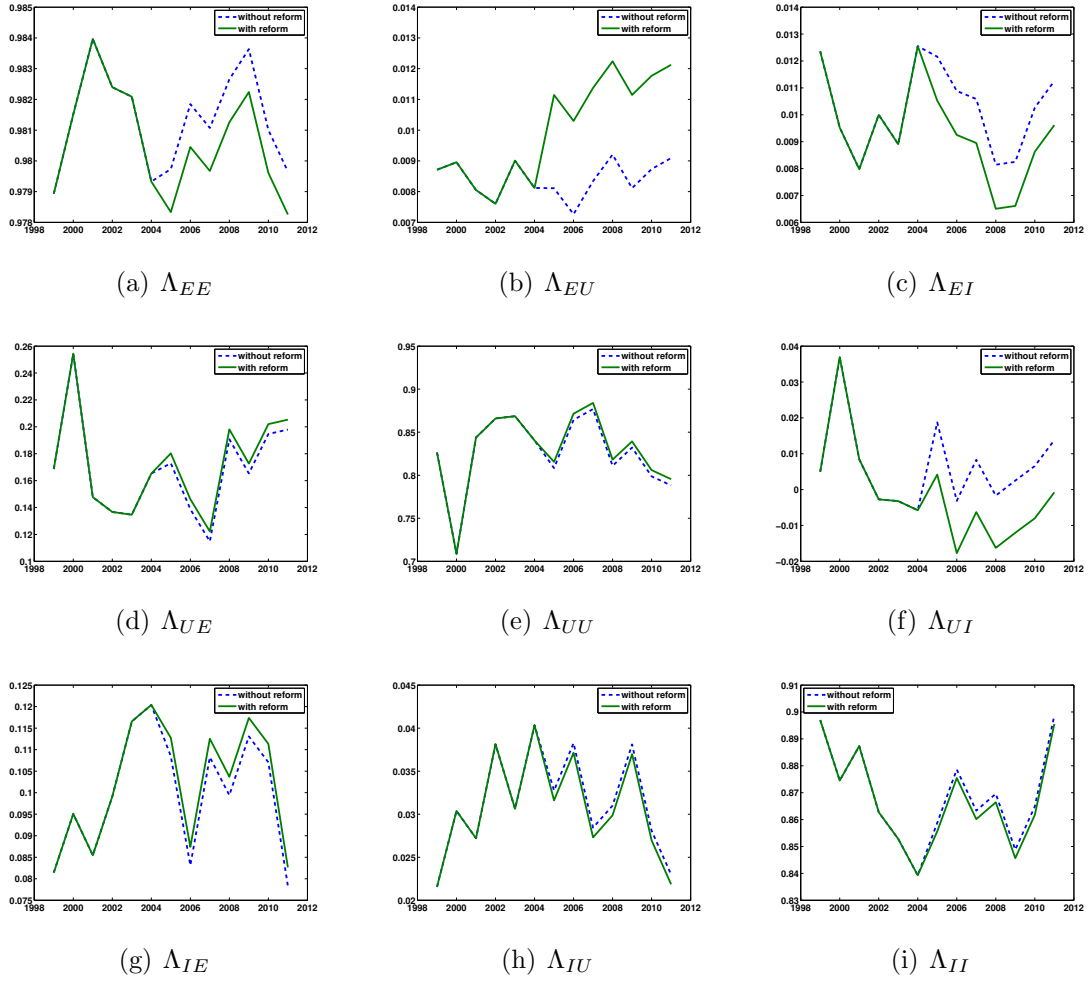 0.985
0.984
0.983
0.982
0.981
0.98
0.979
0.978
1998 2000 2002 2004 2006 2008 2010 2012
without reform
with reform
(a) Λ_EE
0.014
0.013
0.012
0.011
0.01
0.009
0.008
0.007
1998 2000 2002 2004 2006 2008 2010 2012
without reform
with reform
(b) Λ_EU
0.014
0.013
0.012
0.011
0.01
0.009
0.008
0.007
0.006
1998 2000 2002 2004 2006 2008 2010 2012
without reform
with reform
(c) Λ_EI
0.26
0.24
0.22
0.2
0.18
0.16
0.14
0.12
0.1
1998 2000 2002 2004 2006 2008 2010 2012
without reform
with reform
(d) Λ_UE
0.95
0.9
0.85
0.8
0.75
0.7
1998 2000 2002 2004 2006 2008 2010 2012
without reform
with reform
(e) Λ_UU
0.04
0.03
0.02
0.01
0
−0.01
−0.02
1998 2000 2002 2004 2006 2008 2010 2012
without reform
with reform
(f) Λ_UI
0.125
0.12
0.115
0.11
0.105
0.1
0.095
0.09
0.085
0.08
0.075
1998 2000 2002 2004 2006 2008 2010 2012
without reform
with reform
(g) Λ_IE
0.045
0.04
0.035
0.03
0.025
0.02
1998 2000 2002 2004 2006 2008 2010 2012
without reform
with reform
(h) Λ_IU
0.91
0.9
0.89
0.88
0.87
0.86
0.85
0.84
0.83
1998 2000 2002 2004 2006 2008 2010 2012
without reform
with reform
(i) Λ_II